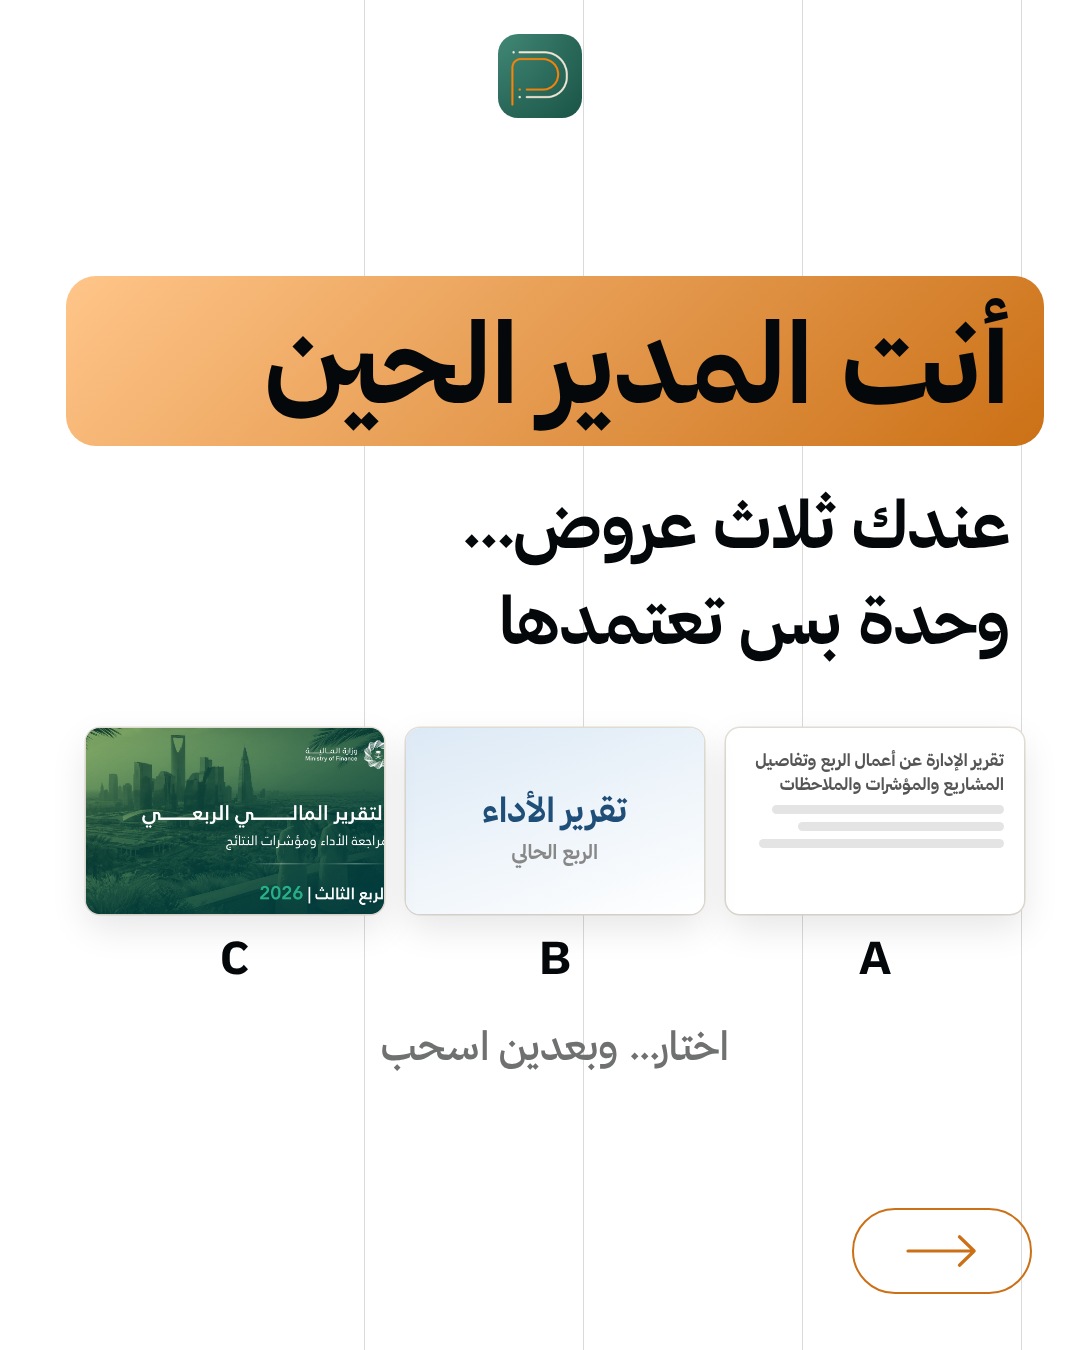 أنت المدير الحين
عندك ثلاث عروض...
وحدة بس تعتمدها
تقرير الإدارة عن أعمال الربع وتفاصيل
المشاريع والمؤشرات والملاحظات
A
تقرير الأداء
الربع الحالي
B
وزارة الماليـــة
Ministry of Finance
لتقرير المالـــــي الربعـــــي
مراجعة الأداء ومؤشرات النتائج
لربع الثالث | 2026
C
اختار... وبعدين اسحب